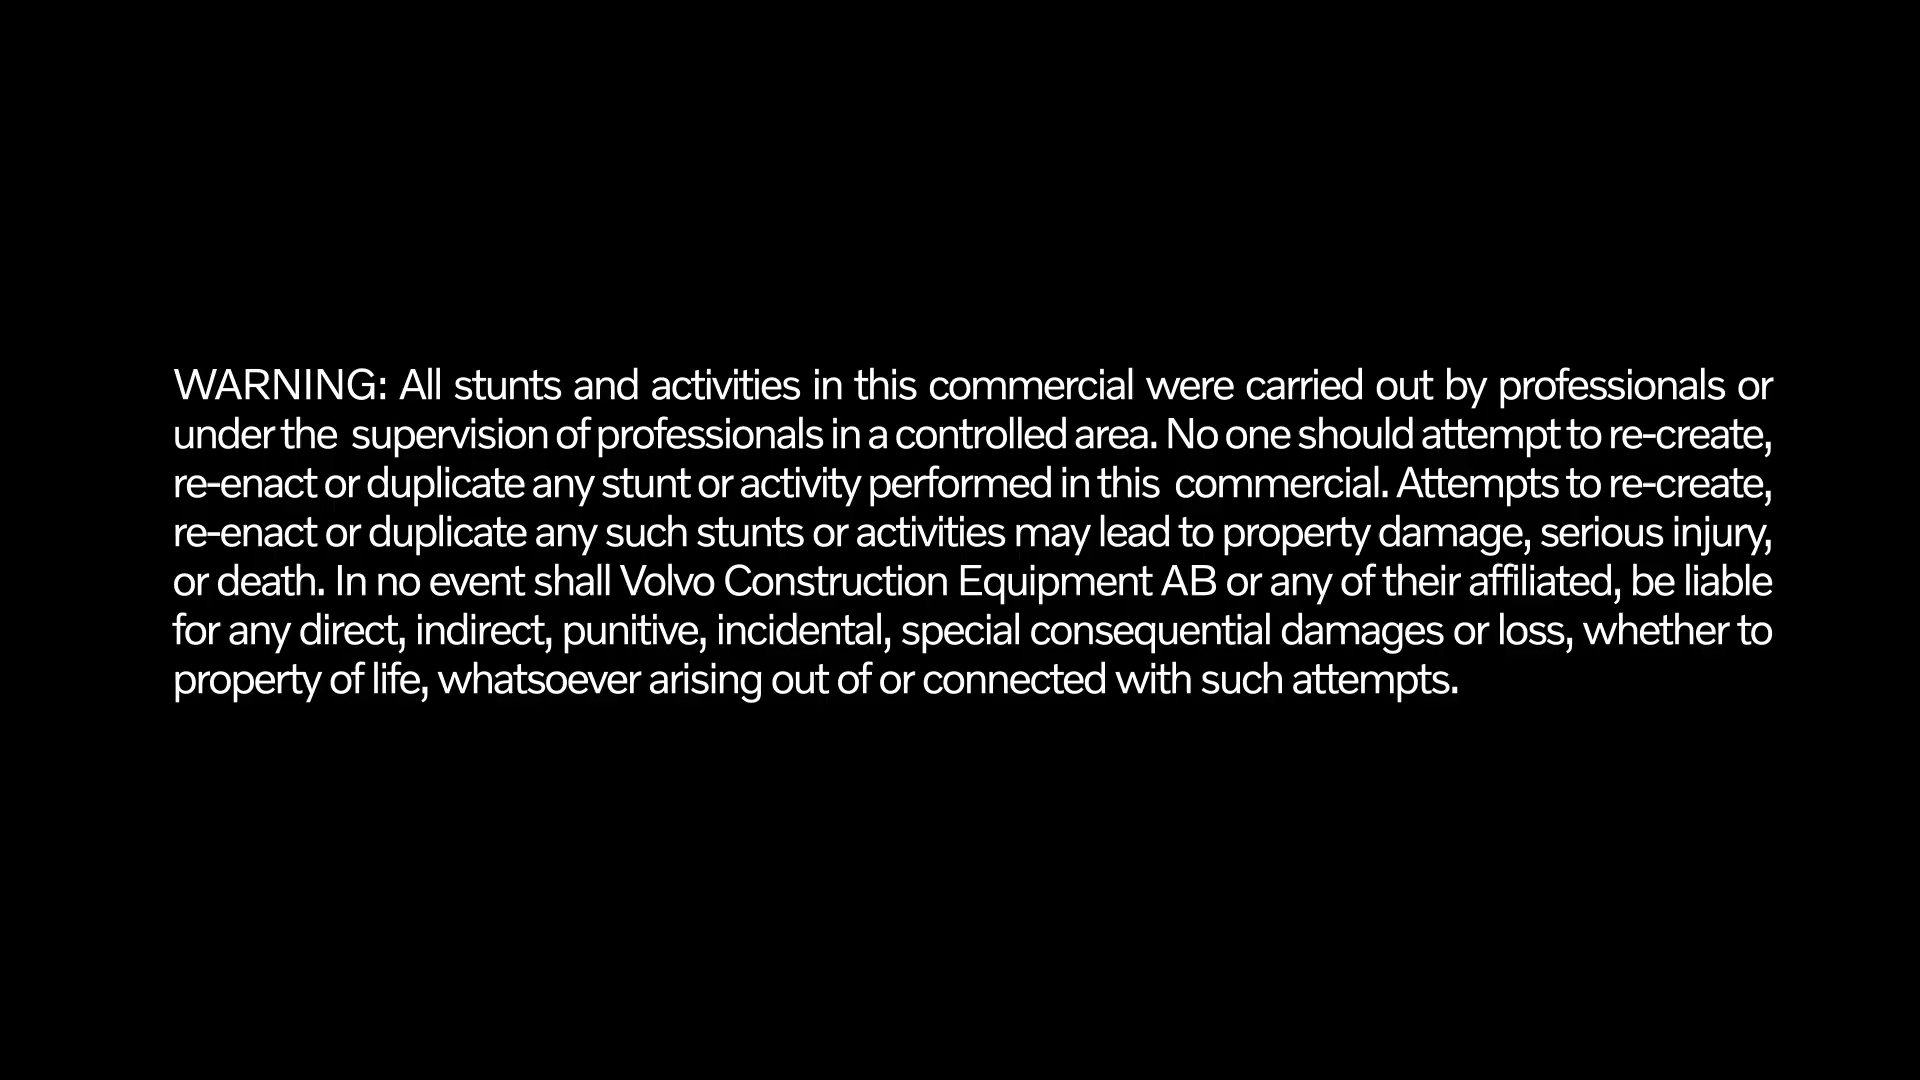 WARNING: All stunts and activities in this commercial were carried out by professionals or
under the supervision of professionals in a controlled area. No one should attempt to re-create,
re-enact or duplicate any stunt or activity performed in this commercial. Attempts to re-create,
re-enact or duplicate any such stunts or activities may lead to property damage, serious injury,
or death. In no event shall Volvo Construction Equipment AB or any of their affiliated, be liable
for any direct, indirect, punitive, incidental, special consequential damages or loss, whether to
property of life, whatsoever arising out of or connected with such attempts.